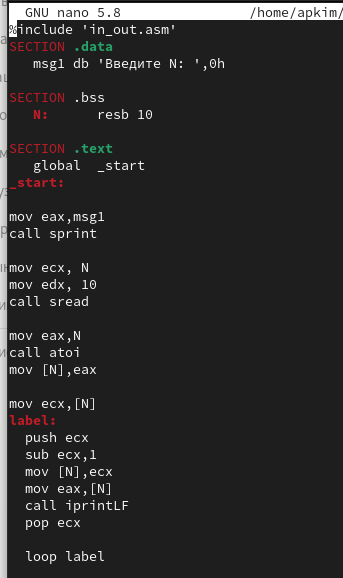 GNU nano 5.8 /home/apkim/
%include 'in_out.asm'
SECTION .data
msg1 db 'Введите N: ',0h
SECTION .bss
N: resb 10
SECTION .text
global _start
_start:
mov eax,msg1
call sprint
mov ecx, N
mov edx, 10
call sread
mov eax,N
call atoi
mov [N],eax
mov ecx,[N]
label:
push ecx
sub ecx,1
mov [N],ecx
mov eax,[N]
call iprintLF
pop ecx
loop label